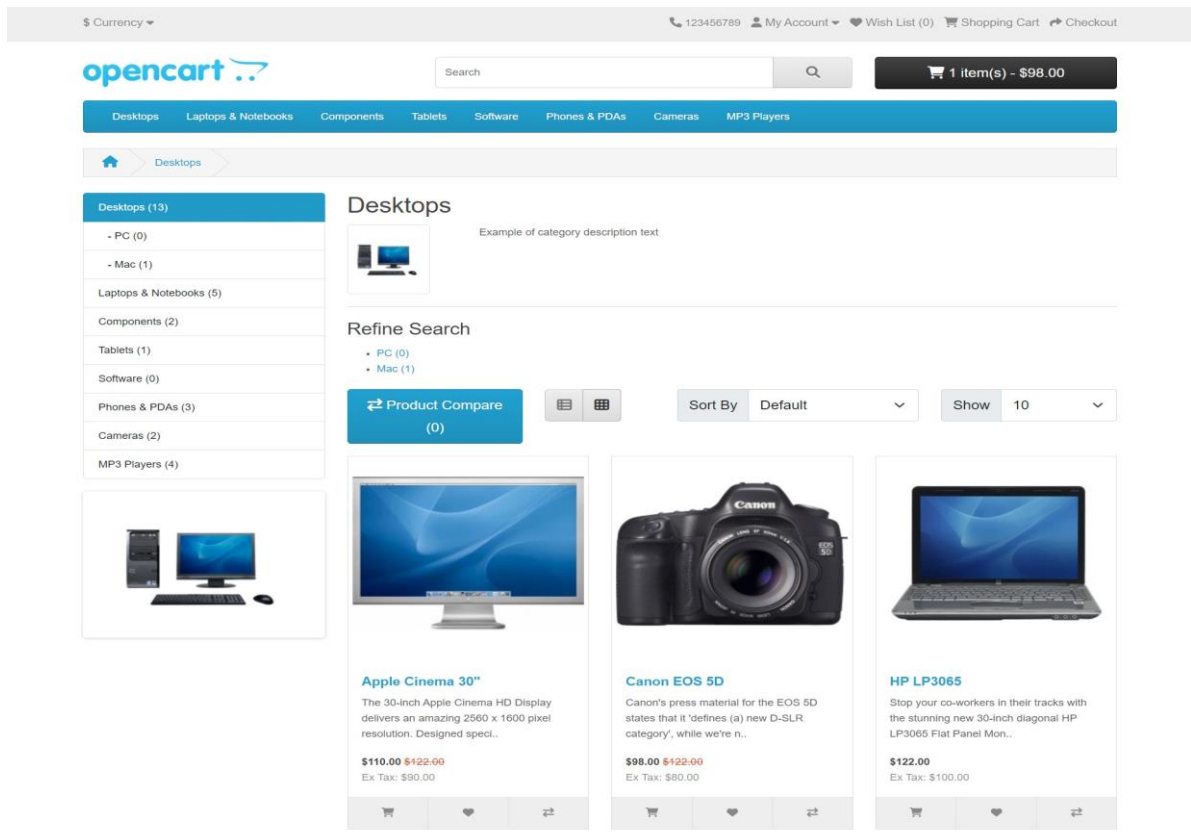 $ Currency
123456789 My Account Wish List (0) Shopping Cart Checkout
opencart
Search
1 item(s) - $98.00
Desktops Laptops & Notebooks Components Tablets Software Phones & PDAs Cameras MP3 Players
Desktops
Desktops (13)
- PC (0)
- Mac (1)
Laptops & Notebooks (5)
Components (2)
Tablets (1)
Software (0)
Phones & PDAs (3)
Cameras (2)
MP3 Players (4)
Desktops
Example of category description text
Refine Search
PC (0)
Mac (1)
Product Compare
(0)
Sort By Default
Show 10
Canon
EOS
5D
Apple Cinema 30"
The 30-inch Apple Cinema HD Display
delivers an amazing 2560 x 1600 pixel
resolution. Designed speci..
$110.00 $122.00
Ex Tax: $90.00
Canon EOS 5D
Canon's press material for the EOS 5D
states that it 'defines (a) new D-SLR
category', while we're n..
$98.00 $122.00
Ex Tax: $80.00
HP LP3065
Stop your co-workers in their tracks with
the stunning new 30-inch diagonal HP
LP3065 Flat Panel Mon..
$122.00
Ex Tax: $100.00